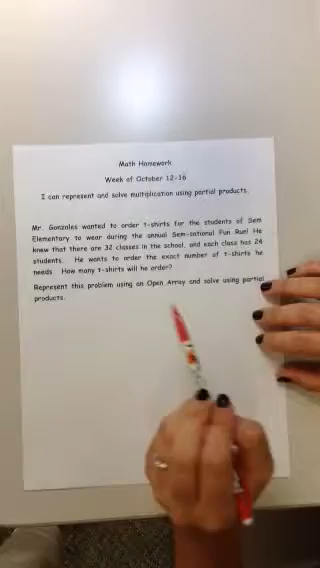 Math Homework
Week of October 12-16
I can represent and solve multiplication using partial products.
Mr. Gonzales wanted to order t-shirts for the students of Sem
Elementary to wear during the annual Sem-sational Fun Run! He
knew that there are 32 classes in the school, and each class has 24
students. He wants to order the exact number of t-shirts he
needs. How many t-shirts will he order?
Represent this problem using an Open Array and solve using partial
products.